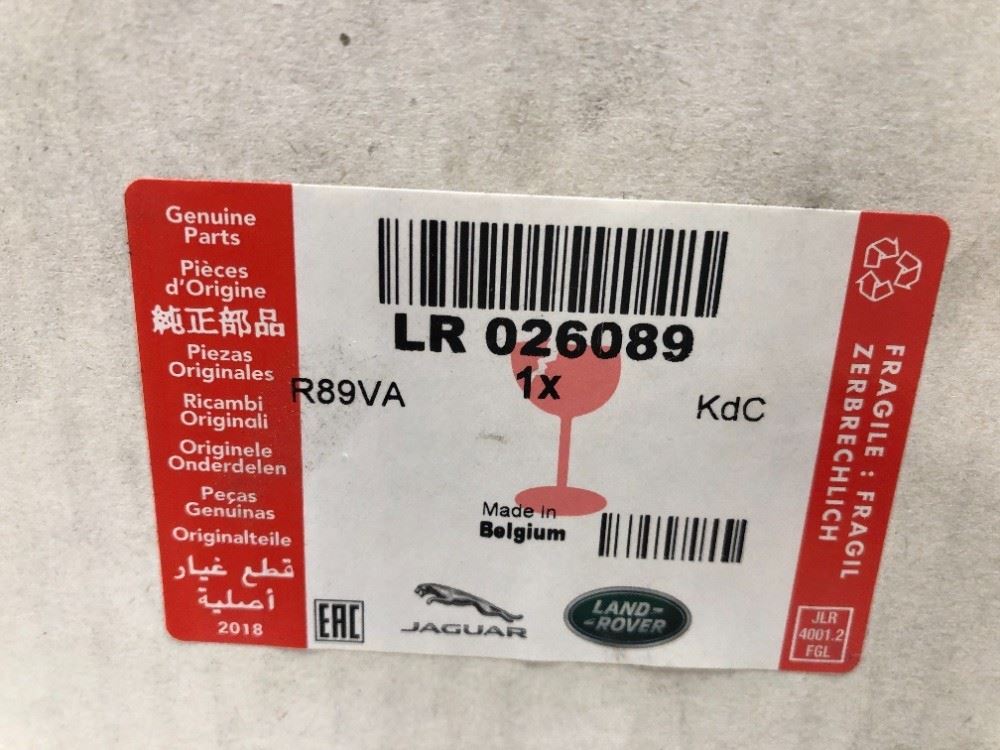 Genuine
Parts
Pièces
d'Origine
純正部品
Piezas
Originales
Ricambi
Originali
Originele
Onderdelen
Peças
Genuinas
Originalteile
قطع غيار
أصلية
2018
LR 026089
1x
R89VA
KdC
Made in
Belgium
EAC
JAGUAR
LAND-
-ROVER
FRAGILE : FRAGIL
ZERBRECHLICH
JLR
4001.2
FGL